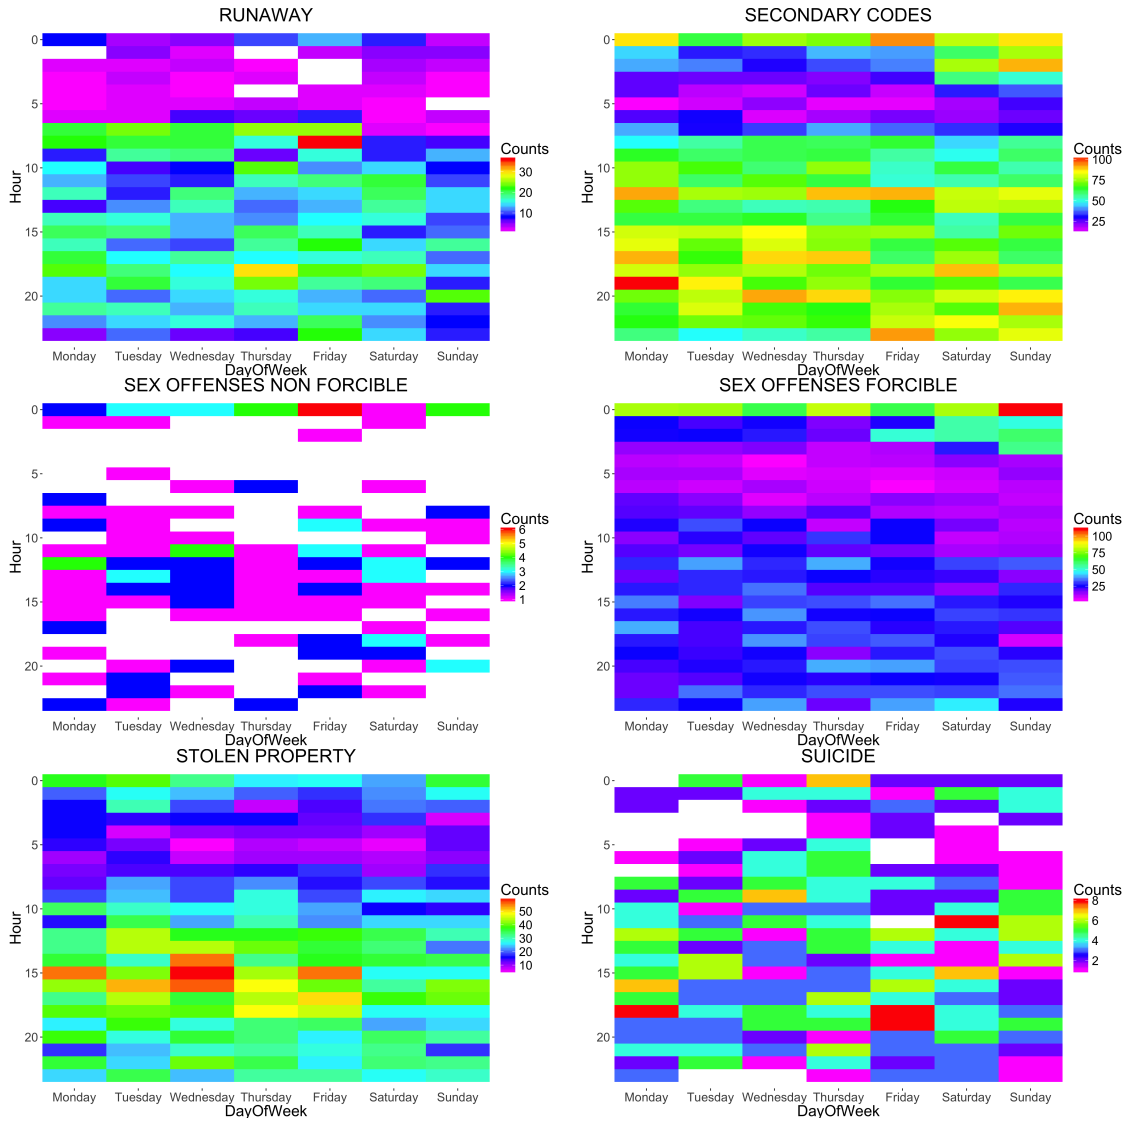 RUNAWAY
0
5
10
15
20
Hour
Monday Tuesday Wednesday Thursday Friday Saturday Sunday
DayOfWeek
Counts
30
20
10
SECONDARY CODES
0
5
10
15
20
Hour
Monday Tuesday Wednesday Thursday Friday Saturday Sunday
DayOfWeek
Counts
100
75
50
25
SEX OFFENSES NON FORCIBLE
0
5
10
15
20
Hour
Monday Tuesday Wednesday Thursday Friday Saturday Sunday
DayOfWeek
Counts
6
5
4
3
2
1
SEX OFFENSES FORCIBLE
0
5
10
15
20
Hour
Monday Tuesday Wednesday Thursday Friday Saturday Sunday
DayOfWeek
Counts
100
75
50
25
STOLEN PROPERTY
0
5
10
15
20
Hour
Monday Tuesday Wednesday Thursday Friday Saturday Sunday
DayOfWeek
Counts
50
40
30
20
10
SUICIDE
0
5
10
15
20
Hour
Monday Tuesday Wednesday Thursday Friday Saturday Sunday
DayOfWeek
Counts
8
6
4
2